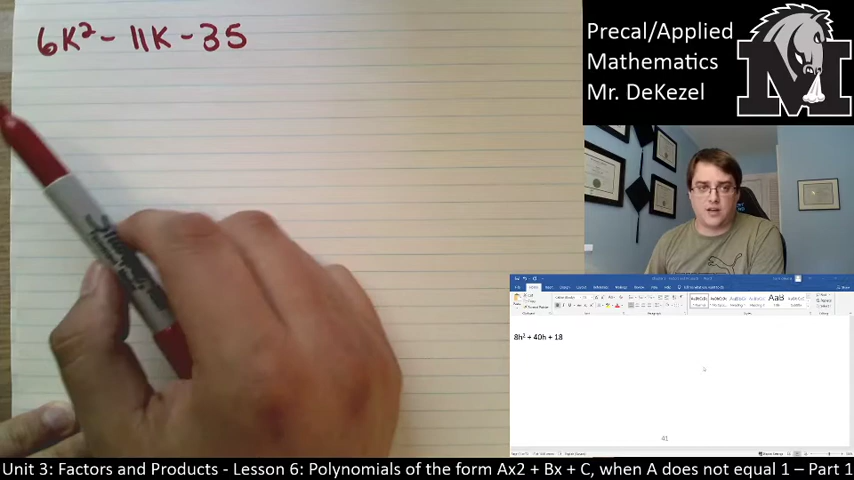 6K² - 11K - 35
Precal/Applied
Mathematics
Mr. DeKezel
M
8h² + 40h + 18
41
Unit 3: Factors and Products - Lesson 6: Polynomials of the form Ax2 + Bx + C, when A does not equal 1 – Part 1